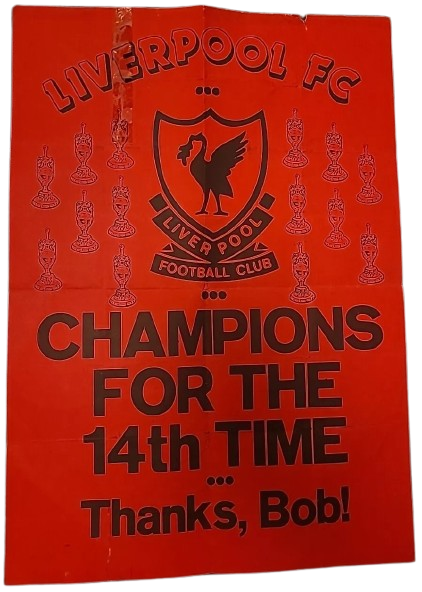 LIVERPOOL FC
LIVERPOOL
FOOTBALL CLUB
CHAMPIONS
FOR THE
14th TIME
Thanks, Bob!